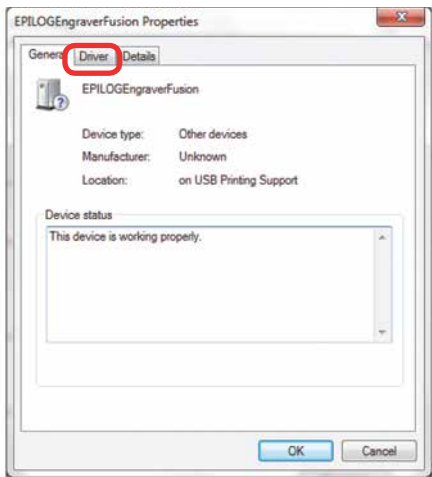 EPILOGEngraverFusion Properties
General Driver Details
EPILOGEngraverFusion
Device type: Other devices
Manufacturer: Unknown
Location: on USB Printing Support
Device status
This device is working properly.
OK Cancel